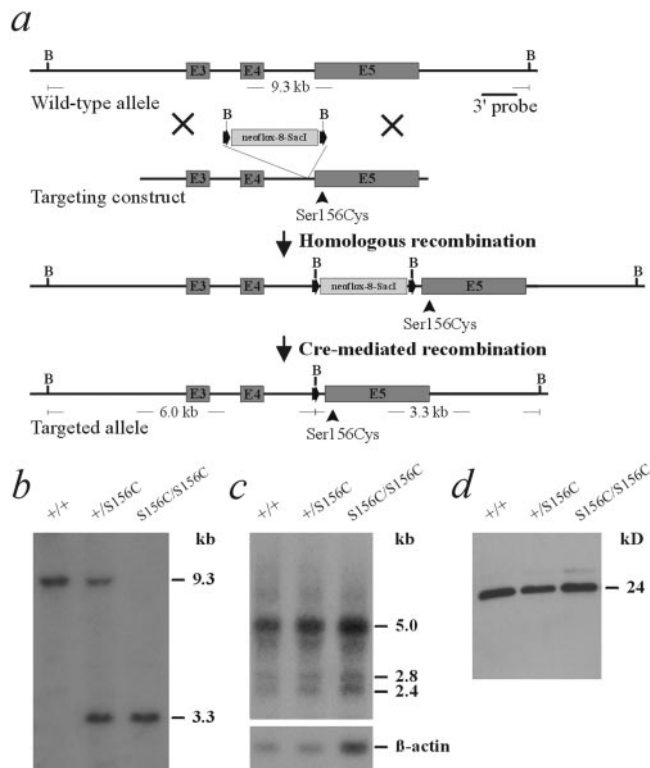 a
B B
E3 E4 E5
9.3 kb
Wild-type allele 3' probe
B B
neoflox-8-SacI
E3 E4 E5
Targeting construct
Ser156Cys
Homologous recombination
B B B B
E3 E4 neoflox-8-SacI E5
Ser156Cys
Cre-mediated recombination
B B B
E3 E4 E5
6.0 kb 3.3 kb
Targeted allele
Ser156Cys
b
+/+ +/S156C S156C/S156C
kb
9.3
3.3
c
+/+ +/S156C S156C/S156C
kb
5.0
2.8
2.4
ß-actin
d
+/+ +/S156C S156C/S156C
kD
24